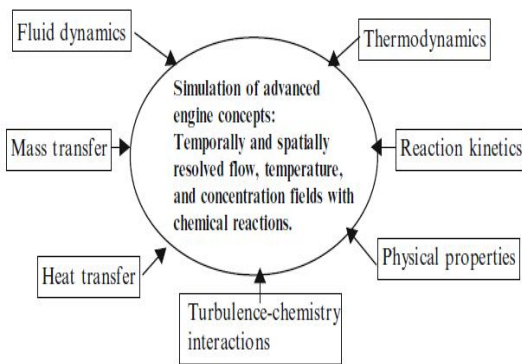 Fluid dynamics
Thermodynamics
Simulation of advanced
engine concepts:
Temporally and spatially
resolved flow, temperature,
and concentration fields with
chemical reactions.
Mass transfer
Reaction kinetics
Heat transfer
Physical properties
Turbulence-chemistry
interactions